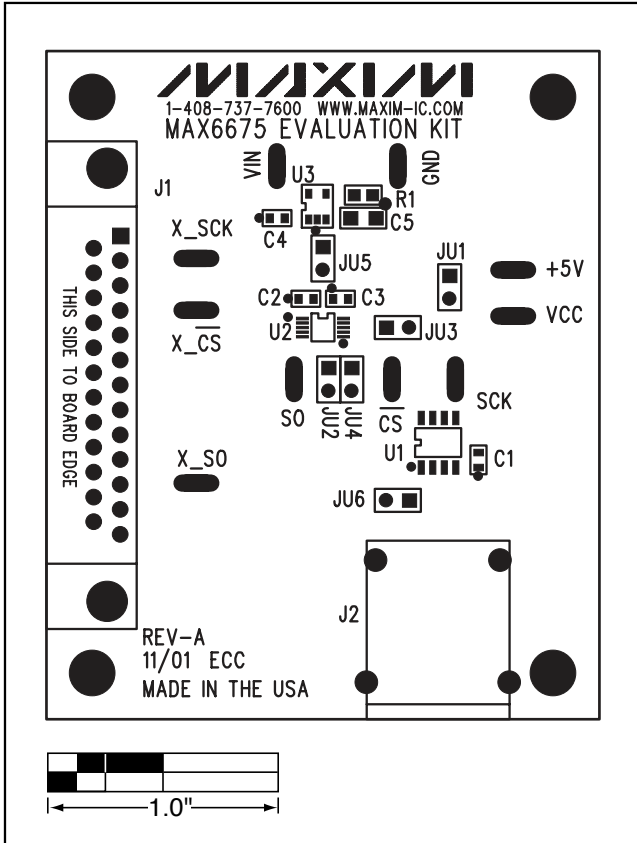 MAXIM
1-408-737-7600 WWW.MAXIM-IC.COM
MAX6675 EVALUATION KIT
VIN
GND
U3
J1
R1
C5
C4
X_SCK
JU5
JU1
+5V
C2
C3
VCC
U2
JU3
X_C̅S̅
THIS SIDE TO BOARD EDGE
SO
JU2
JU4
C̅S̅
SCK
U1
C1
X_SO
JU6
J2
REV-A
11/01 ECC
MADE IN THE USA
1.0"